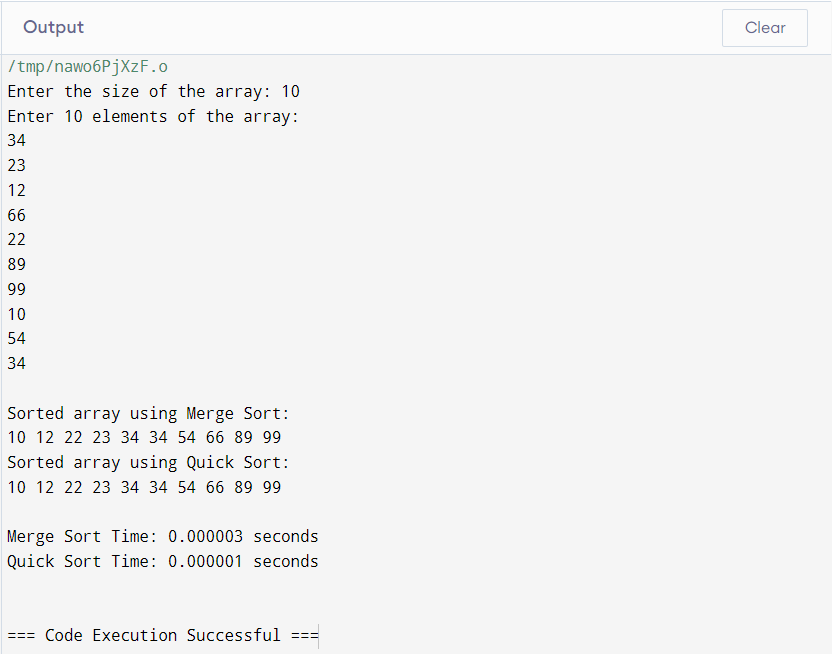 Output
Clear
/tmp/nawo6PjXzF.o
Enter the size of the array: 10
Enter 10 elements of the array:
34
23
12
66
22
89
99
10
54
34
Sorted array using Merge Sort:
10 12 22 23 34 34 54 66 89 99
Sorted array using Quick Sort:
10 12 22 23 34 34 54 66 89 99
Merge Sort Time: 0.000003 seconds
Quick Sort Time: 0.000001 seconds
=== Code Execution Successful ===